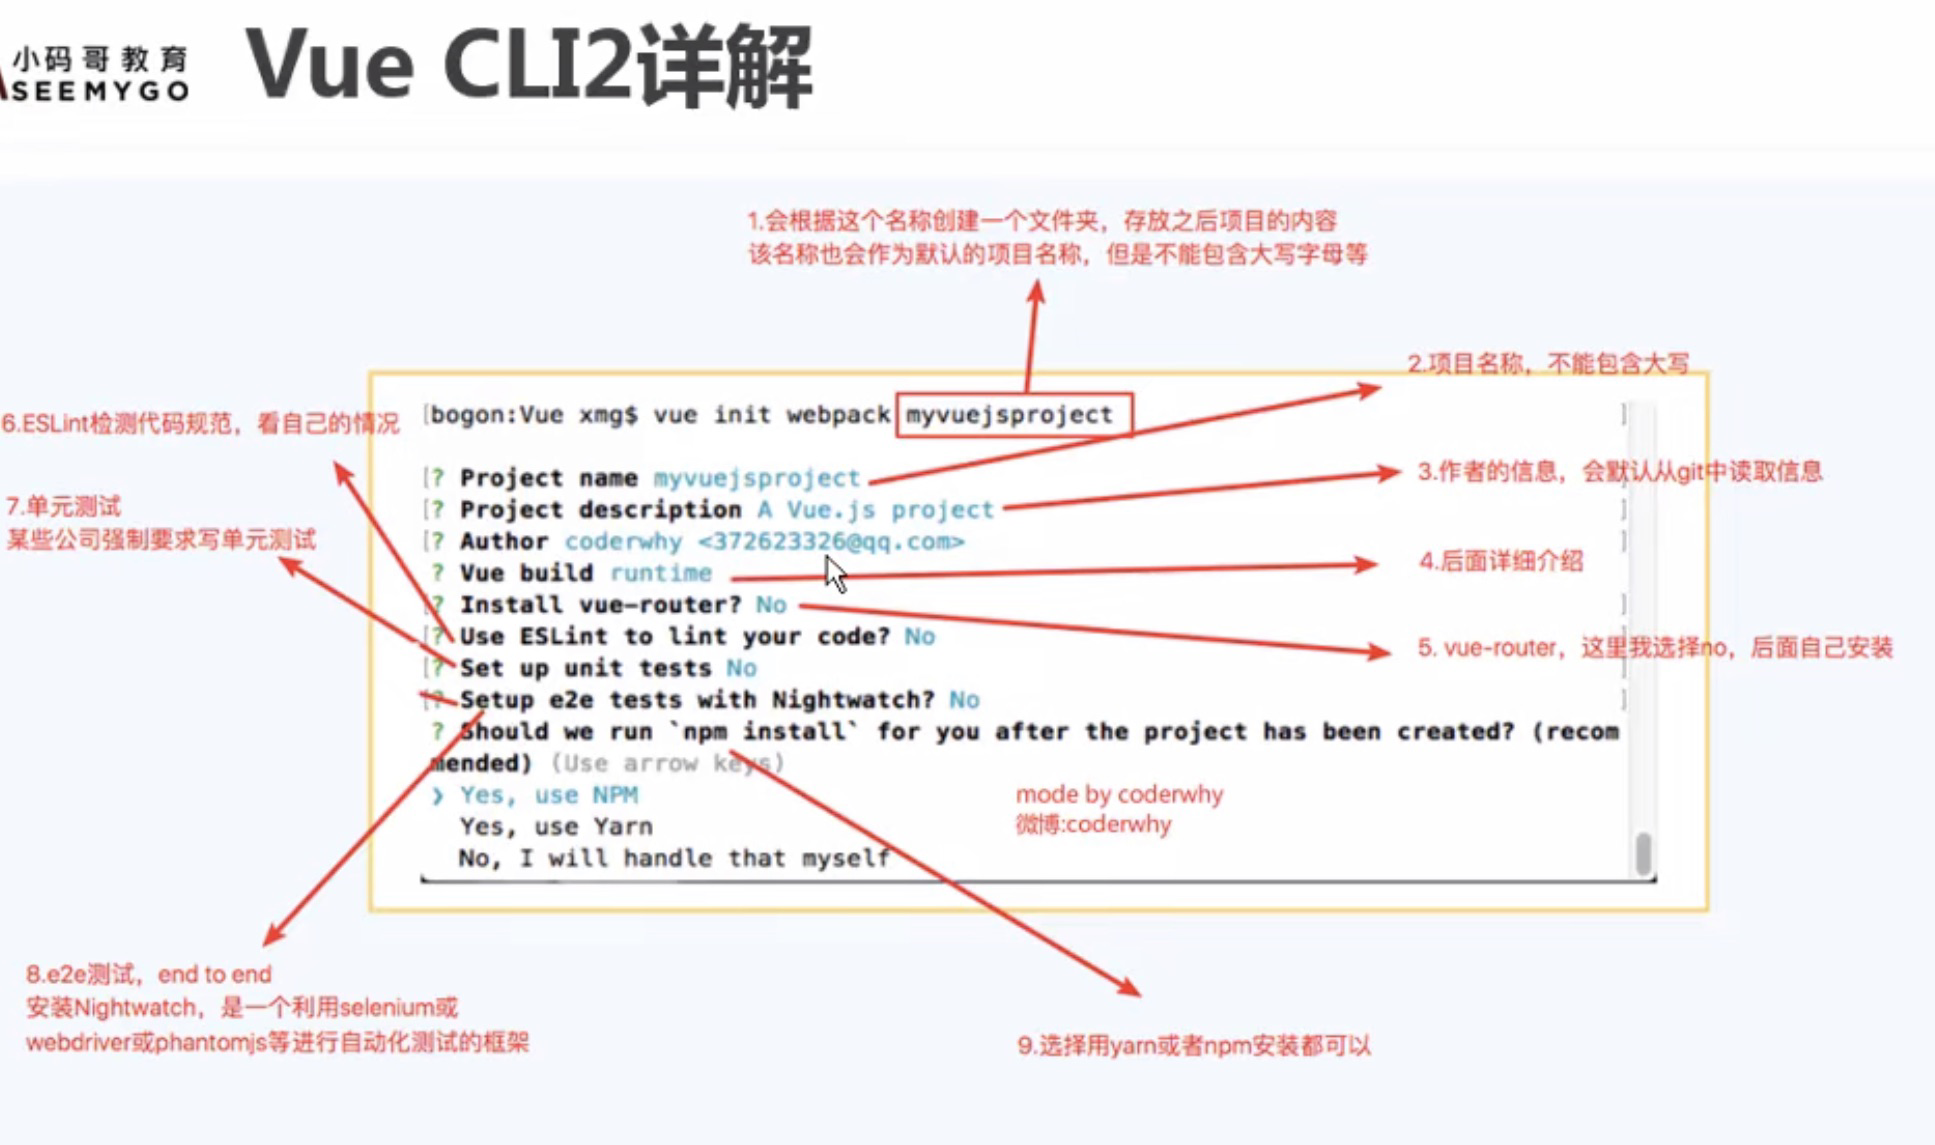 小码哥教育
SEEMYGO
Vue CLI2详解
1.会根据这个名称创建一个文件夹，存放之后项目的内容
该名称也会作为默认的项目名称，但是不能包含大写字母等
2.项目名称，不能包含大写
6.ESLint检测代码规范，看自己的情况
[bogon:Vue xmg$ vue init webpack myvuejsproject ]
[? Project name myvuejsproject
3.作者的信息，会默认从git中读取信息
7.单元测试
某些公司强制要求写单元测试
[? Project description A Vue.js project ]
[? Author coderwhy <372623326@qq.com> ]
? Vue build runtime
4.后面详细介绍
[? Install vue-router? No ]
[? Use ESLint to lint your code? No
5. vue-router，这里我选择no，后面自己安装
[? Set up unit tests No ]
[? Setup e2e tests with Nightwatch? No ]
? Should we run `npm install` for you after the project has been created? (recom
mended) (Use arrow keys)
❯ Yes, use NPM
Yes, use Yarn
No, I will handle that myself
mode by coderwhy
微博:coderwhy
8.e2e测试，end to end
安装Nightwatch，是一个利用selenium或
webdriver或phantomjs等进行自动化测试的框架
9.选择用yarn或者npm安装都可以